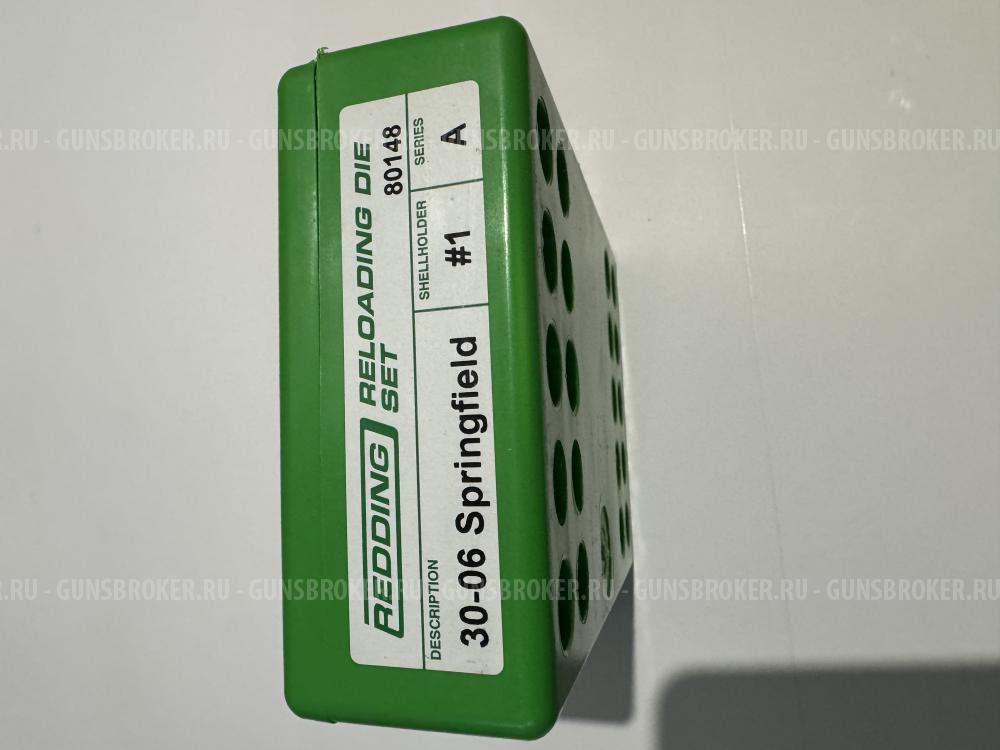 REDDING RELOADING DIE
SET 80148
DESCRIPTION SHELLHOLDER SERIES
30-06 Springfield #1 A
.RU - GUNSBROKER.RU - GUNSBROKER.RU - GUNSBROKER.RU - GUNSBROKER.RU - GUNSBROKER.RU
.RU - GUNSBROKER.RU - GUNSBROKER.RU - GUNSBROKER.RU - GUNSBROKER.RU - GUNSBROKER.RU